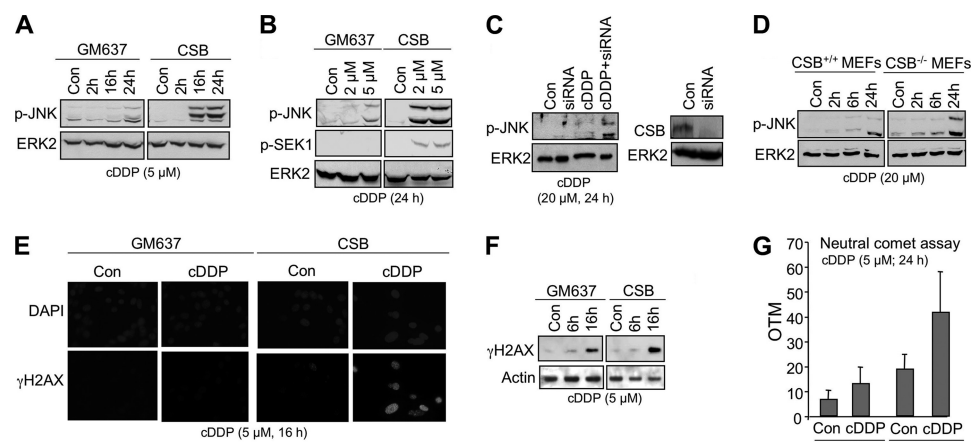 A
GM637 CSB
Con 2h 16h 24h Con 2h 16h 24h
p-JNK
ERK2
cDDP (5 µM)
B
GM637 CSB
Con 2 µM 5 µM Con 2 µM 5 µM
p-JNK
p-SEK1
ERK2
cDDP (24 h)
C
Con siRNA cDDP cDDP+siRNA
p-JNK
ERK2
cDDP
(20 µM, 24 h)
Con siRNA
CSB
ERK2
D
CSB+/+ MEFs CSB-/- MEFs
Con 2h 6h 24h Con 2h 6h 24h
p-JNK
ERK2
cDDP (20 µM)
E
GM637 CSB
Con cDDP Con cDDP
DAPI
γH2AX
cDDP (5 µM, 16 h)
F
GM637 CSB
Con 6h 16h Con 6h 16h
γH2AX
Actin
cDDP (5 µM)
G
Neutral comet assay
cDDP (5 µM; 24 h)
OTM
70
60
50
40
30
20
10
0
Con cDDP Con cDDP